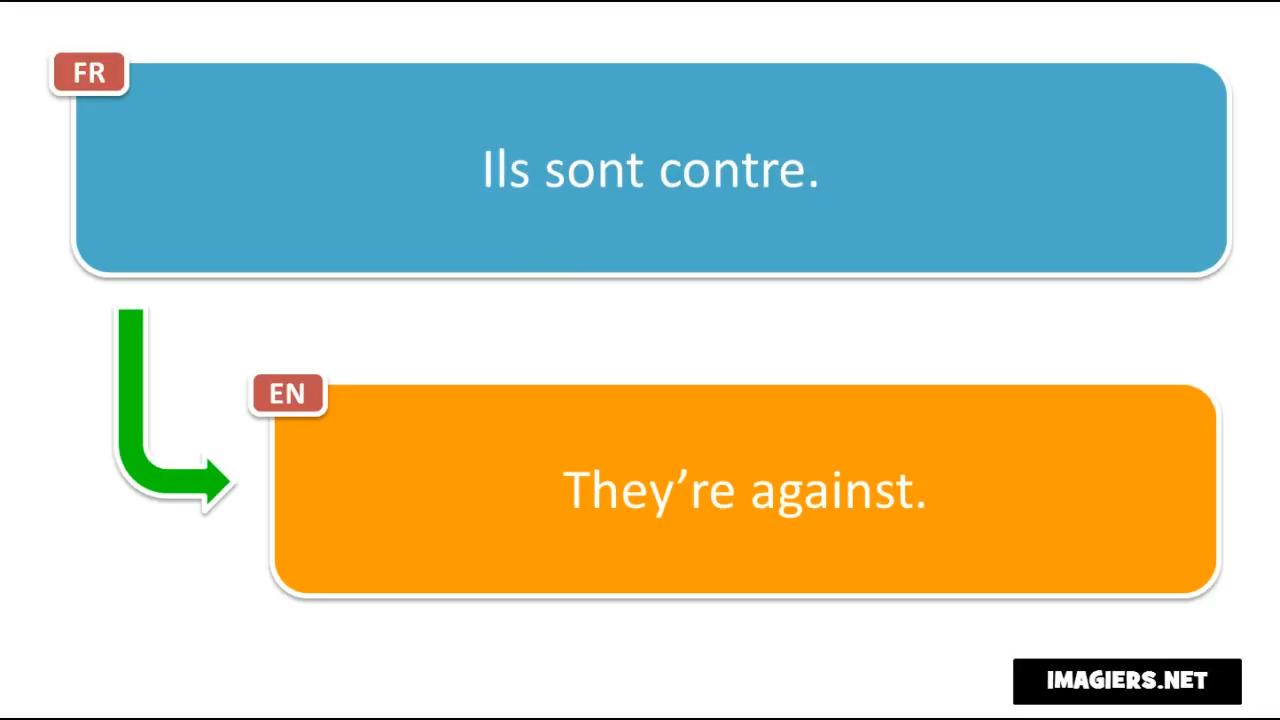 FR
Ils sont contre.
EN
They’re against.
IMAGIERS.NET